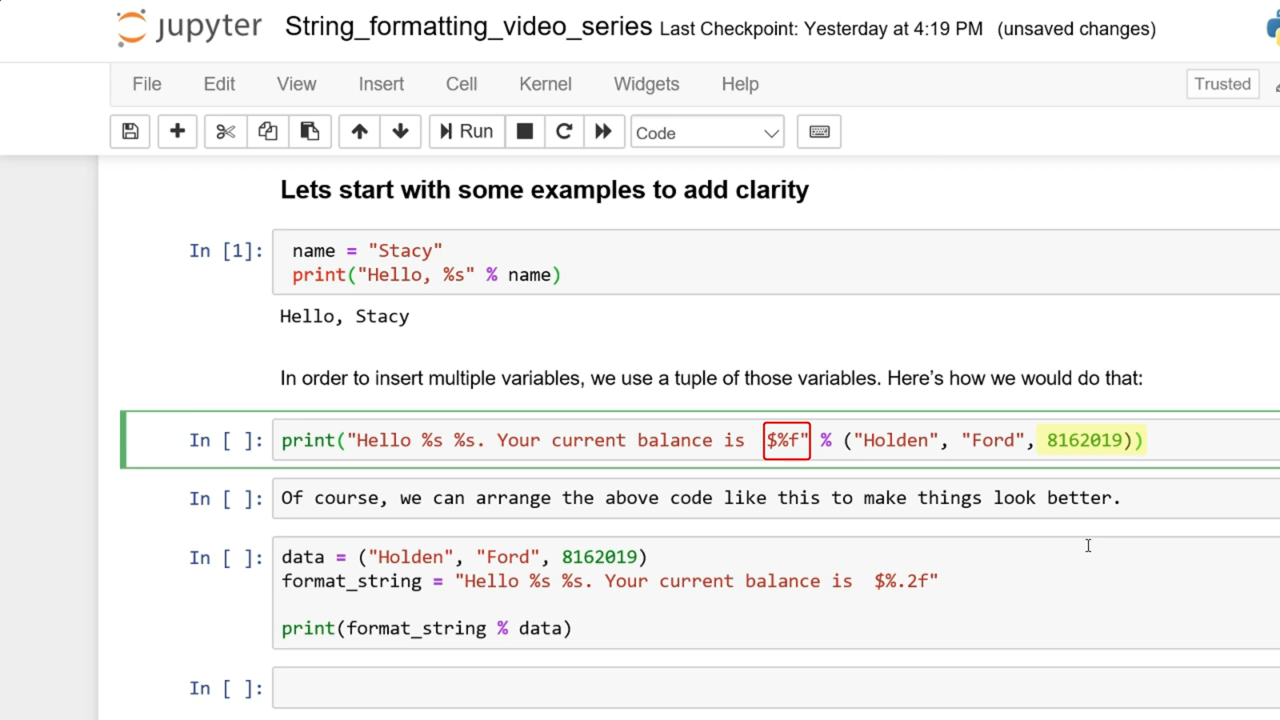 jupyter String_formatting_video_series Last Checkpoint: Yesterday at 4:19 PM (unsaved changes)
File Edit View Insert Cell Kernel Widgets Help Trusted
Run Code
Lets start with some examples to add clarity
In [1]: name = "Stacy"
print("Hello, %s" % name)
Hello, Stacy
In order to insert multiple variables, we use a tuple of those variables. Here’s how we would do that:
In [ ]: print("Hello %s %s. Your current balance is  $%f" % ("Holden", "Ford", 8162019))
In [ ]: Of course, we can arrange the above code like this to make things look better.
In [ ]: data = ("Holden", "Ford", 8162019)
format_string = "Hello %s %s. Your current balance is  $%.2f"
print(format_string % data)
In [ ]: